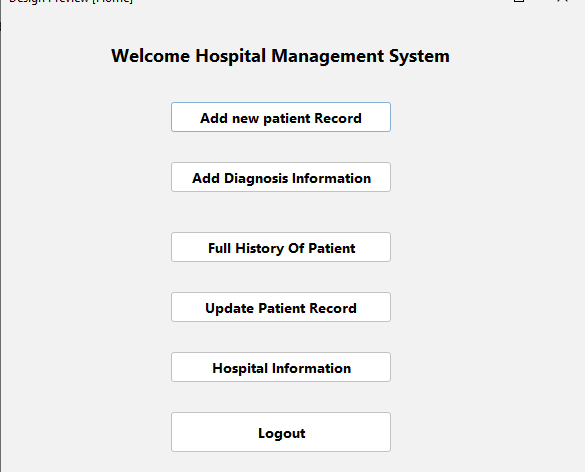 Design Preview [Home]
Welcome Hospital Management System
Add new patient Record
Add Diagnosis Information
Full History Of Patient
Update Patient Record
Hospital Information
Logout